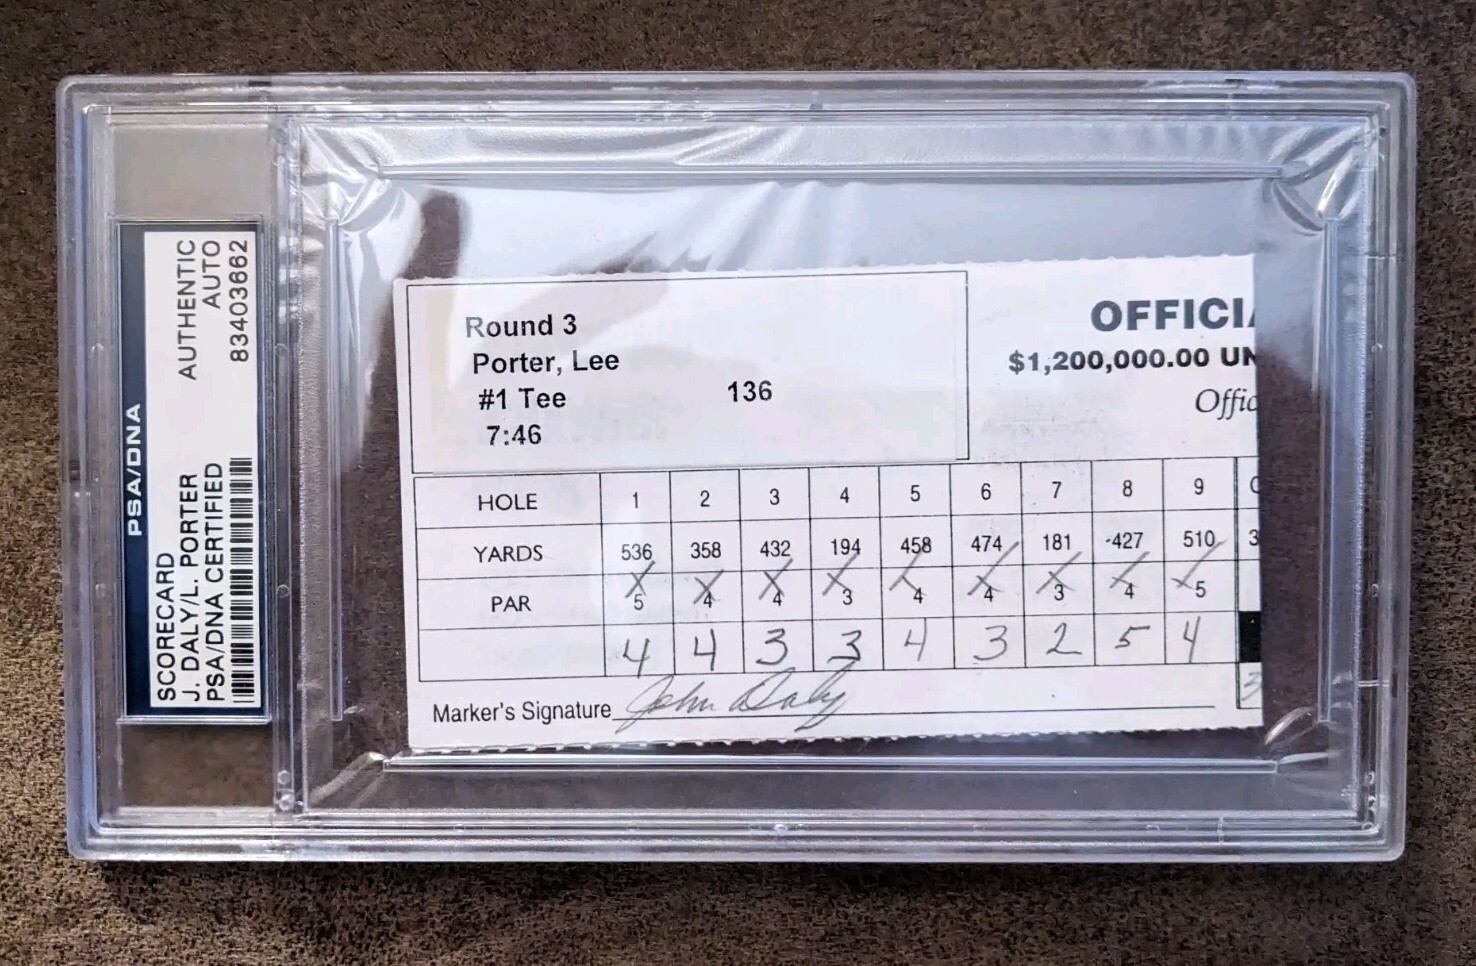 PSA/DNA
SCORECARD AUTHENTIC
J. DALY/L. PORTER AUTO
PSA/DNA CERTIFIED 83403662
Round 3
Porter, Lee
#1 Tee 136
7:46
OFFICIA
$1,200,000.00 UN
Offic
HOLE 1 2 3 4 5 6 7 8 9
YARDS 536 358 432 194 458 474 181 427 510 3
PAR 5 4 4 3 4 4 3 4 5
4 4 3 3 4 3 2 5 4
Marker's Signature John Daly